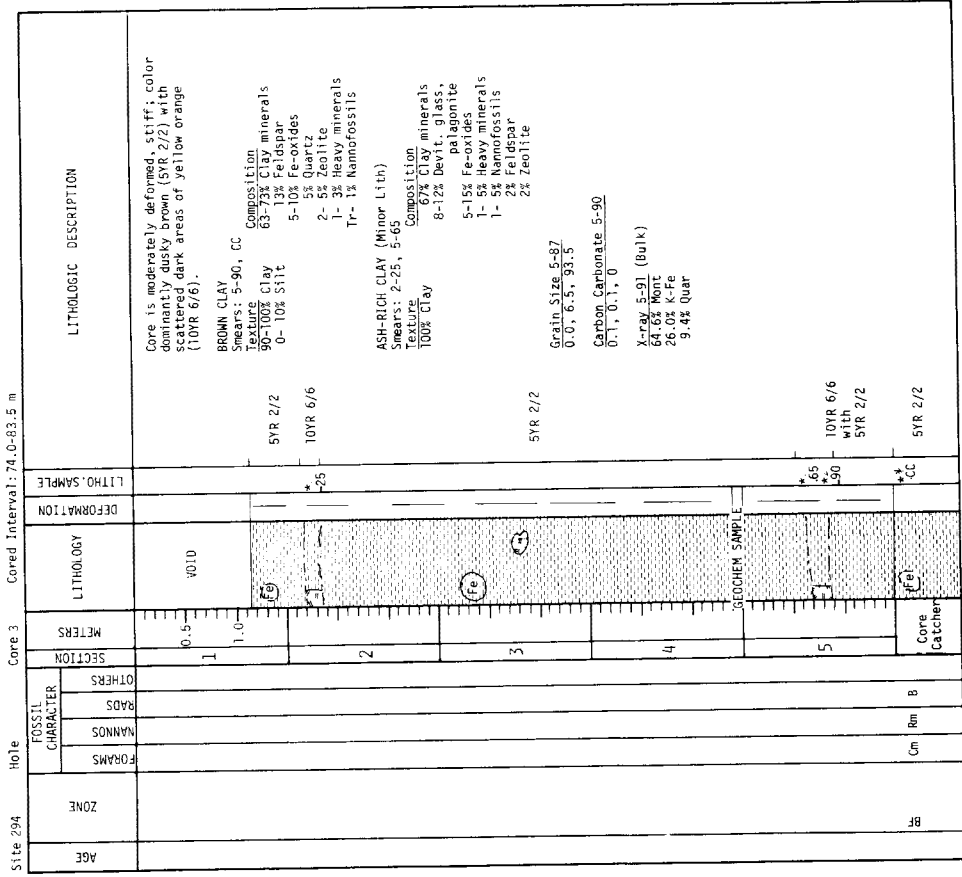 Site 294 Hole Core 3 Cored Interval: 74.0-83.5 m
AGE
ZONE
FOSSIL
CHARACTER
FORAMS
NANNOS
RADS
OTHERS
SECTION
METERS
LITHOLOGY
DEFORMATION
LITHO.SAMPLE
LITHOLOGIC DESCRIPTION
BF
Cm
Rm
B
1
2
3
4
5
Core
Catcher
0.5
1.0
VOID
Fe
Fe
GEOCHEM SAMPLE
Fe
*
-25
*
.65
*
-90
**
CC
5YR 2/2
10YR 6/6
5YR 2/2
10YR 6/6
with
5YR 2/2
5YR 2/2
Core is moderately deformed, stiff; color
dominantly dusky brown (5YR 2/2) with
scattered dark areas of yellow orange
(10YR 6/6).
BROWN CLAY
Smears: 5-90, CC
Texture Composition
90-100% Clay 63-73% Clay minerals
0- 10% Silt 13% Feldspar
5-10% Fe-oxides
5% Quartz
2- 5% Zeolite
1- 3% Heavy minerals
Tr- 1% Nannofossils
ASH-RICH CLAY (Minor Lith)
Smears: 2-25, 5-65
Texture Composition
100% Clay 67% Clay minerals
8-12% Devit. glass,
palagonite
5-15% Fe-oxides
1- 5% Heavy minerals
1- 5% Nannofossils
2% Feldspar
2% Zeolite
Grain Size 5-87
0.0, 6.5, 93.5
Carbon Carbonate 5-90
0.1, 0.1, 0
X-ray 5-91 (Bulk)
64.6% Mont
26.0% K-Fe
9.4% Quar